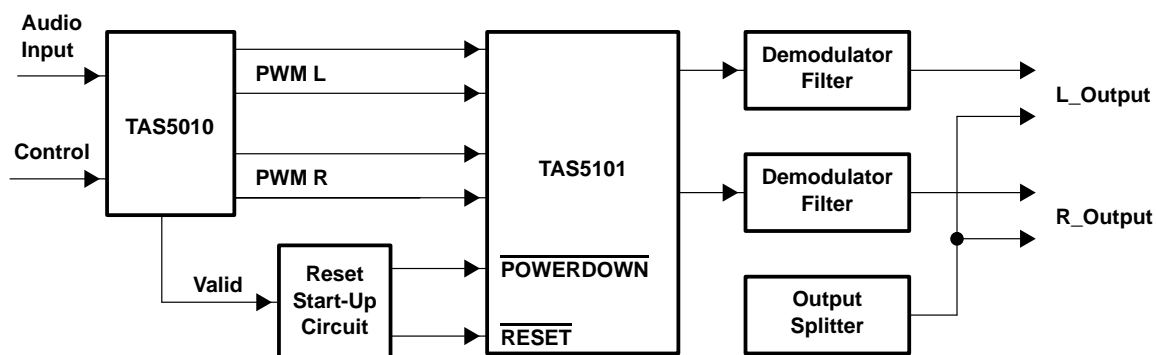 Audio
Input
Control
TAS5010
PWM L
PWM R
Valid
Reset
Start-Up
Circuit
TAS5101
POWERDOWN
RESET
Demodulator
Filter
Demodulator
Filter
Output
Splitter
L_Output
R_Output